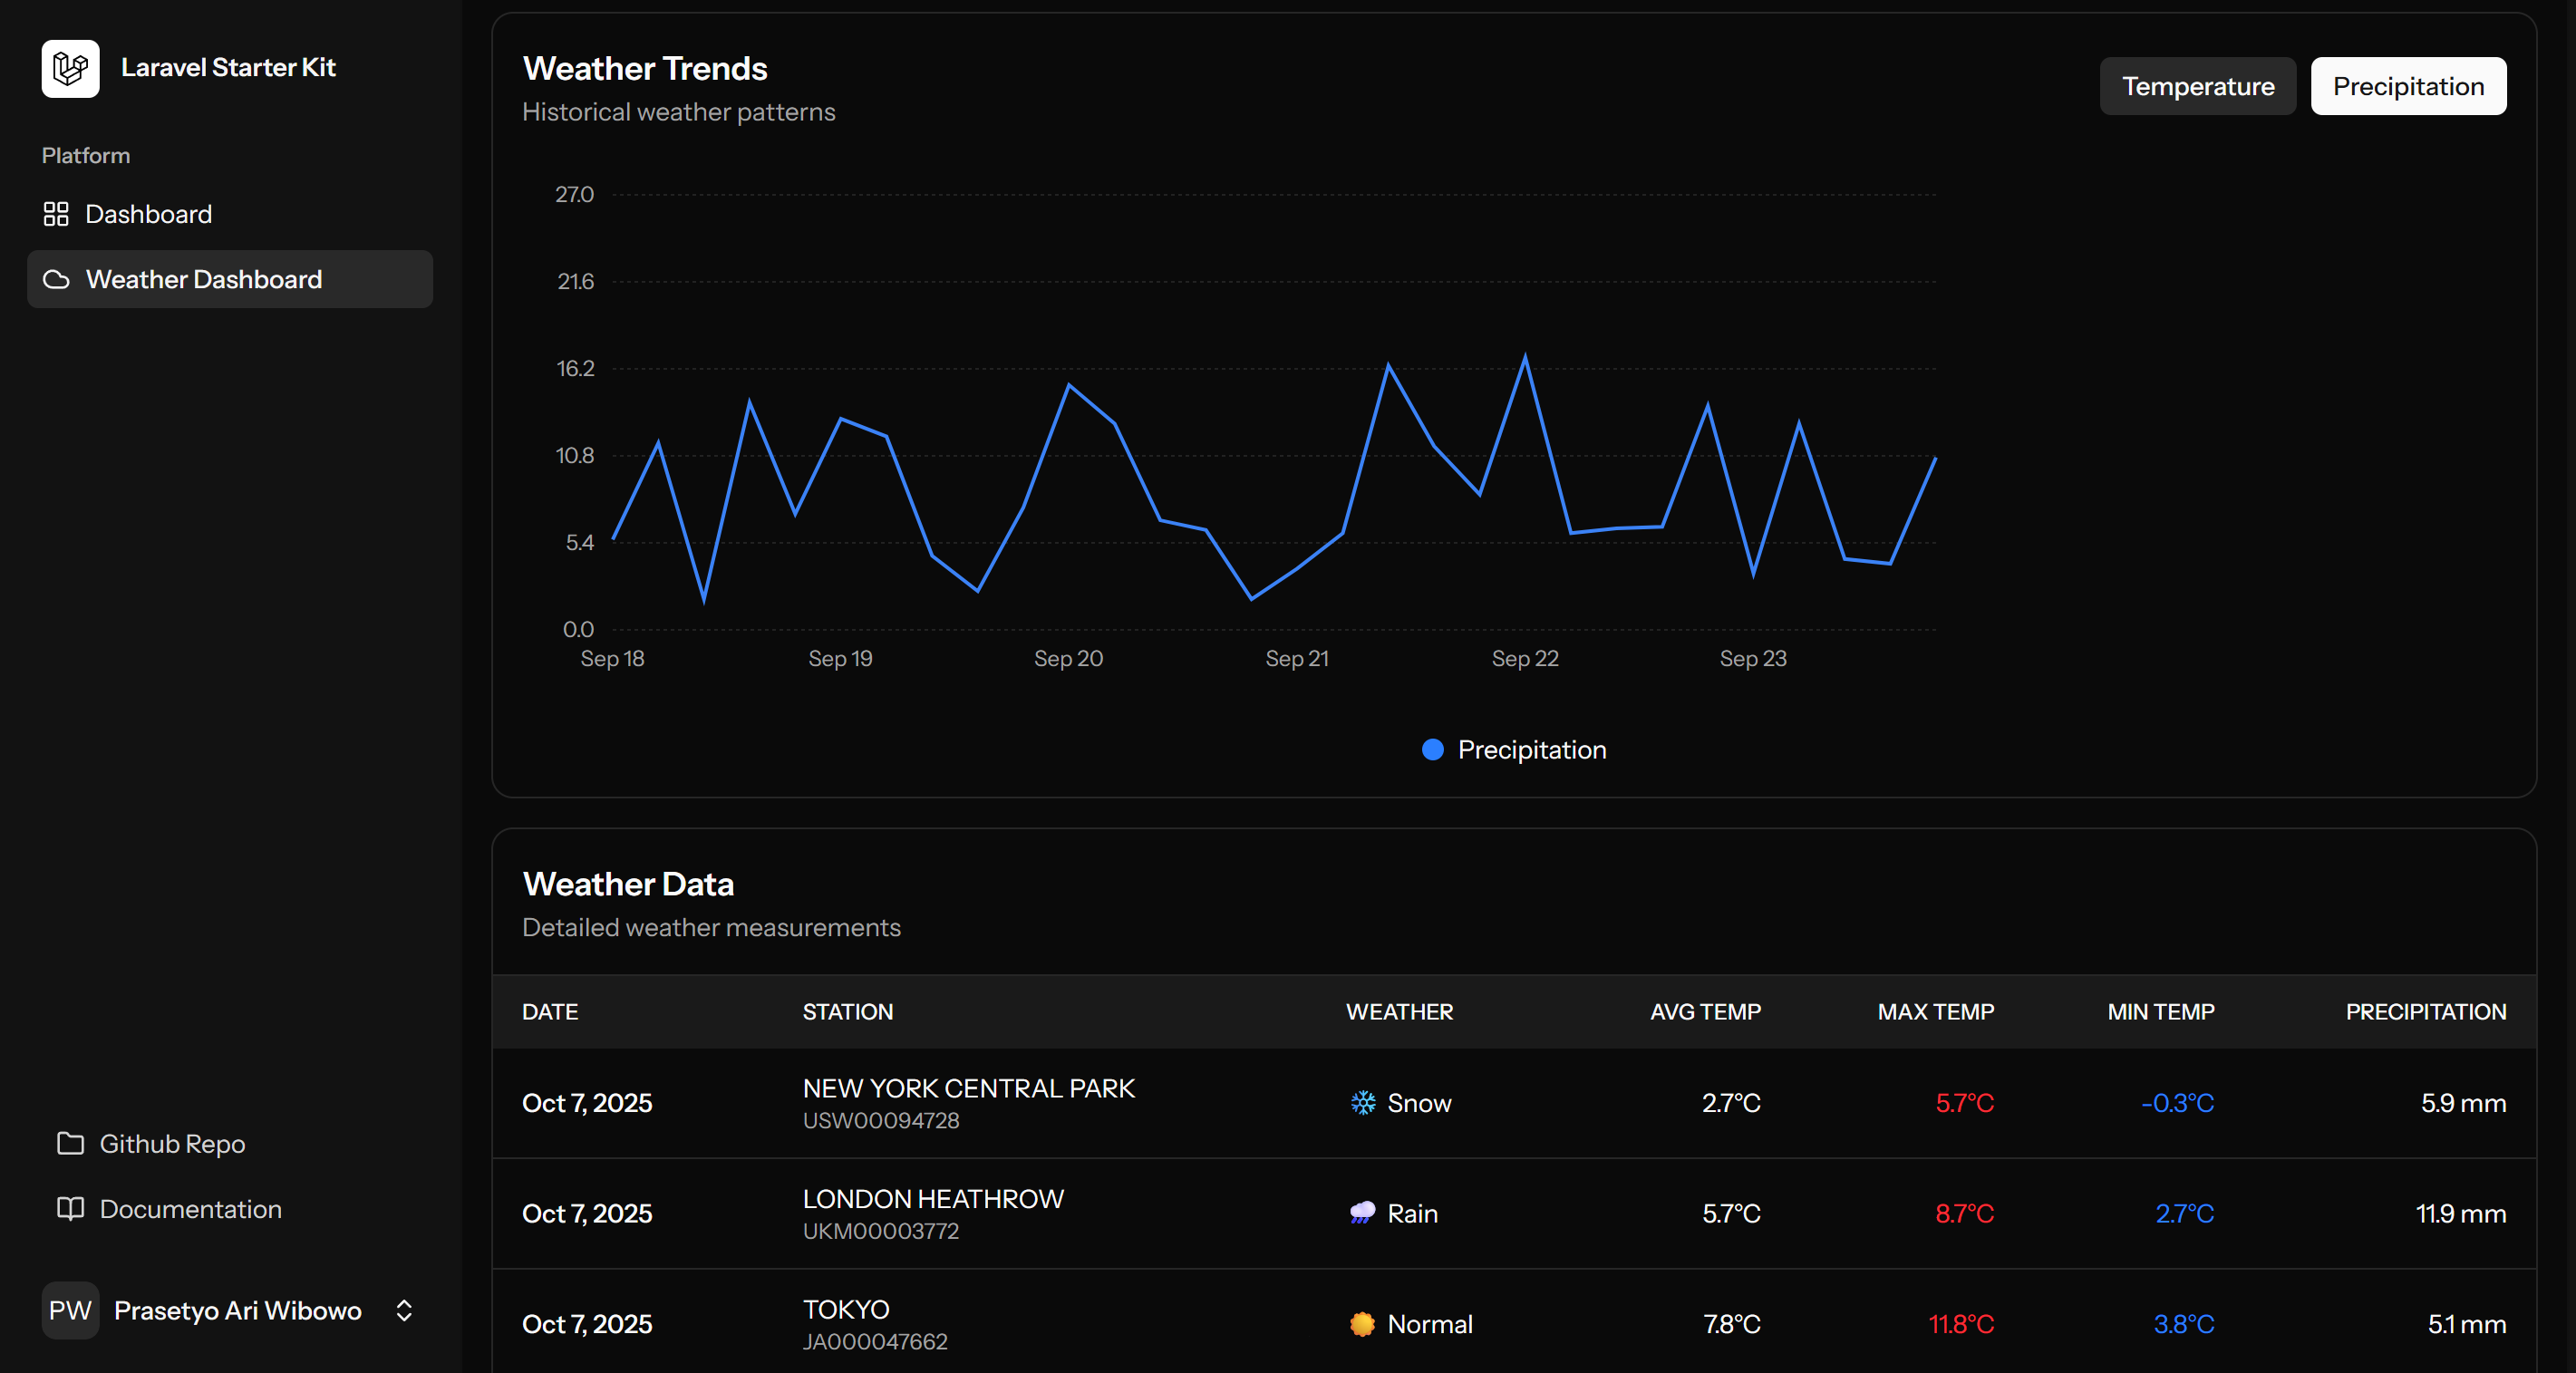 Laravel Starter Kit
Platform
Dashboard
Weather Dashboard
Github Repo
Documentation
PW
Prasetyo Ari Wibowo
Weather Trends
Historical weather patterns
Temperature
Precipitation
27.0
21.6
16.2
10.8
5.4
0.0
Sep 18
Sep 19
Sep 20
Sep 21
Sep 22
Sep 23
Precipitation
Weather Data
Detailed weather measurements
DATE STATION WEATHER AVG TEMP MAX TEMP MIN TEMP PRECIPITATION
Oct 7, 2025 NEW YORK CENTRAL PARK Snow 2.7°C 5.7°C -0.3°C 5.9 mm
USW00094728
Oct 7, 2025 LONDON HEATHROW Rain 5.7°C 8.7°C 2.7°C 11.9 mm
UKM00003772
Oct 7, 2025 TOKYO Normal 7.8°C 11.8°C 3.8°C 5.1 mm
JA000047662